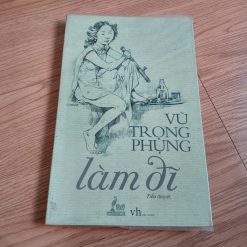 VŨ
TRỌNG
PHỤNG
làm đĩ
Tiểu thuyết
vh